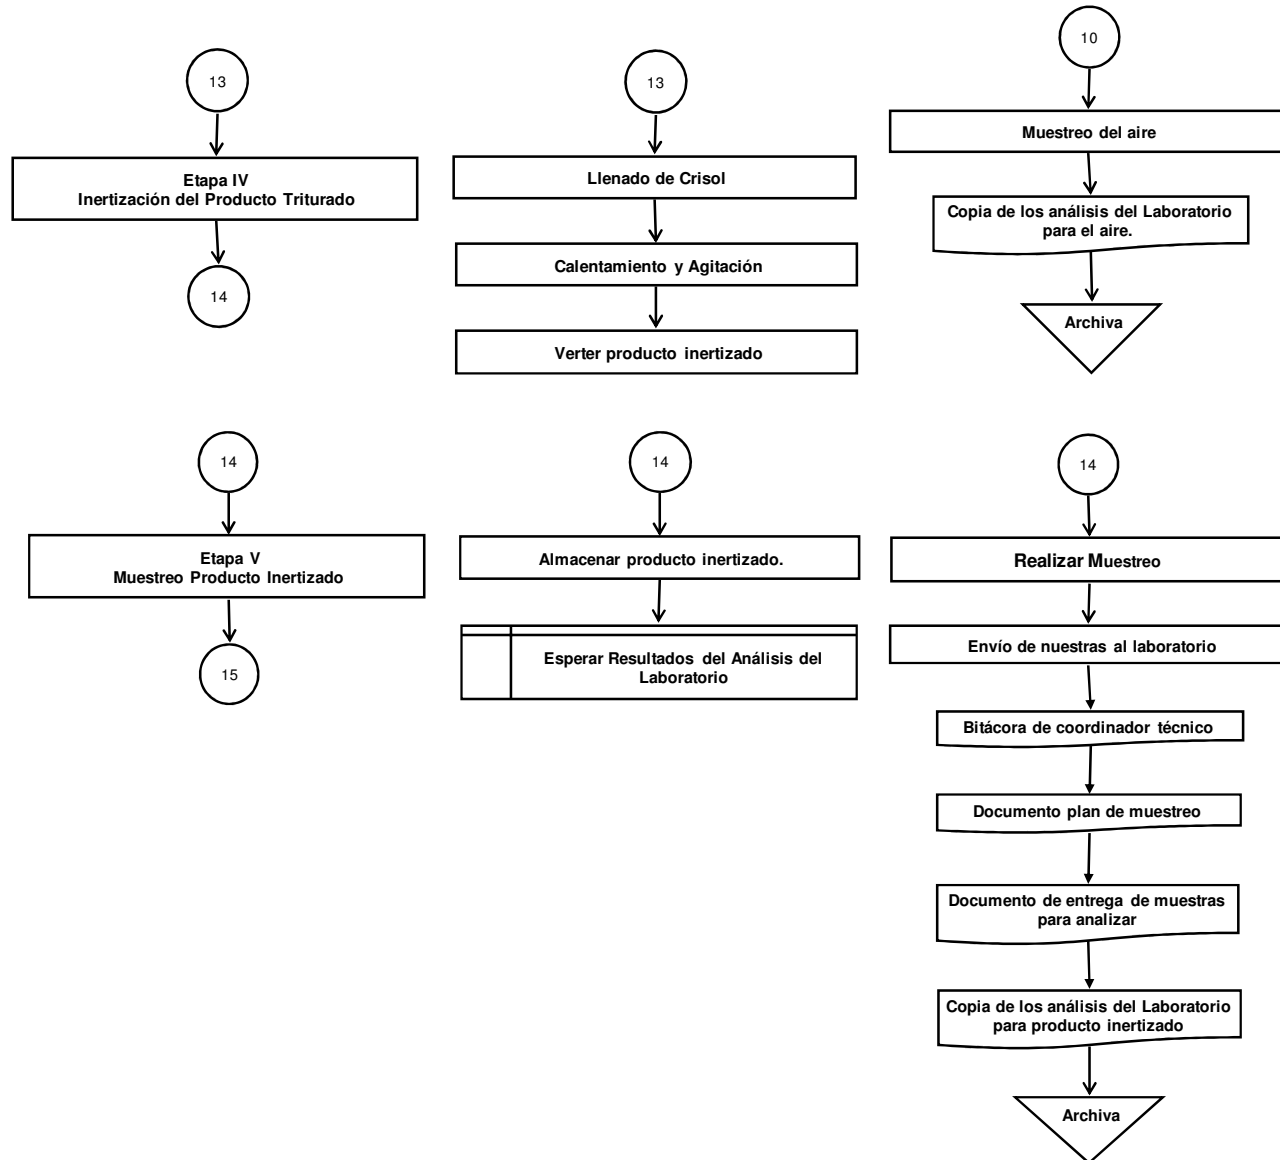 13
Etapa IV
Inertización del Producto Triturado
14
13
Llenado de Crisol
Calentamiento y Agitación
Verter producto inertizado
10
Muestreo del aire
Copia de los análisis del Laboratorio
para el aire.
Archiva
14
Etapa V
Muestreo Producto Inertizado
15
14
Almacenar producto inertizado.
Esperar Resultados del Análisis del
Laboratorio
14
Realizar Muestreo
Envío de nuestras al laboratorio
Bitácora de coordinador técnico
Documento plan de muestreo
Documento de entrega de muestras
para analizar
Copia de los análisis del Laboratorio
para producto inertizado
Archiva